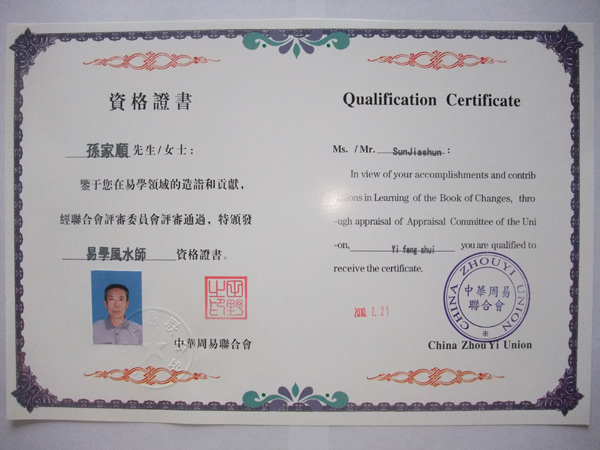 資格證書
孫家順 先生/女士:
鑒于您在易學領域的造詣和貢獻,
經聯合會評審委員會評審通過,特頒發
易學風水師 資格證書。
中華周易聯合會
Qualification Certificate
Ms. /Mr. SunJiashun :
In view of your accomplishments and contrib
-utions in Learning of the Book of Changes, thro
-ugh appraisal of Appraisal Committee of the Uni
-on, Yi feng shui you are qualified to
receive the certificate.
2010. 7. 21
CHINA ZHOUYI UNION
中華周易
聯合會
China Zhou Yi Union